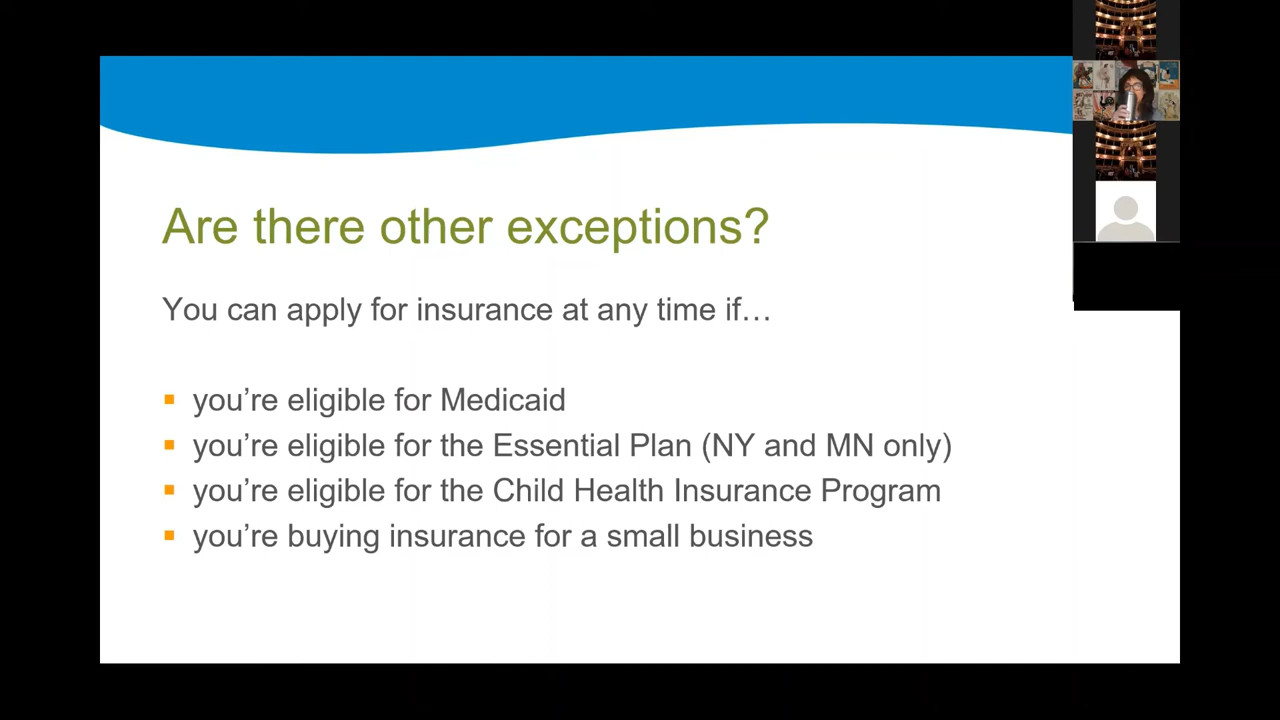 Are there other exceptions?
You can apply for insurance at any time if…
▪ you’re eligible for Medicaid
▪ you’re eligible for the Essential Plan (NY and MN only)
▪ you’re eligible for the Child Health Insurance Program
▪ you’re buying insurance for a small business